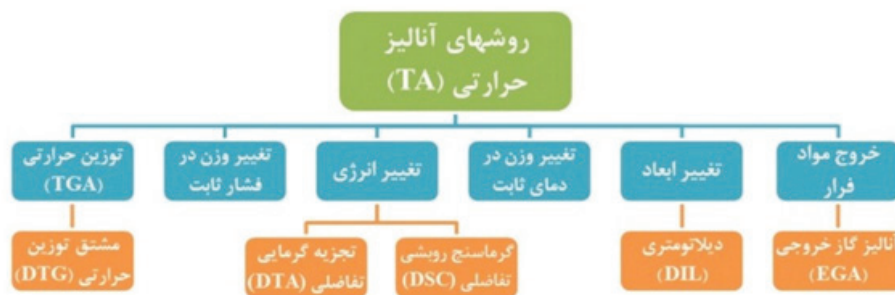 روشهای آنالیز
حرارتی (TA)
خروج مواد
فرار
تغییر ابعاد
تغییر وزن در
دمای ثابت
تغییر انرژی
تغییر وزن در
فشار ثابت
توزین حرارتی
(TGA)
نالیز گاز خروجی
(EGA)
دیلاتومتری
(DIL)
گرماسنج روبشی
تفاضلی (DSC)
تجزیه گرمایی
تفاضلی (DTA)
مشتق توزین
حرارتی (DTG)